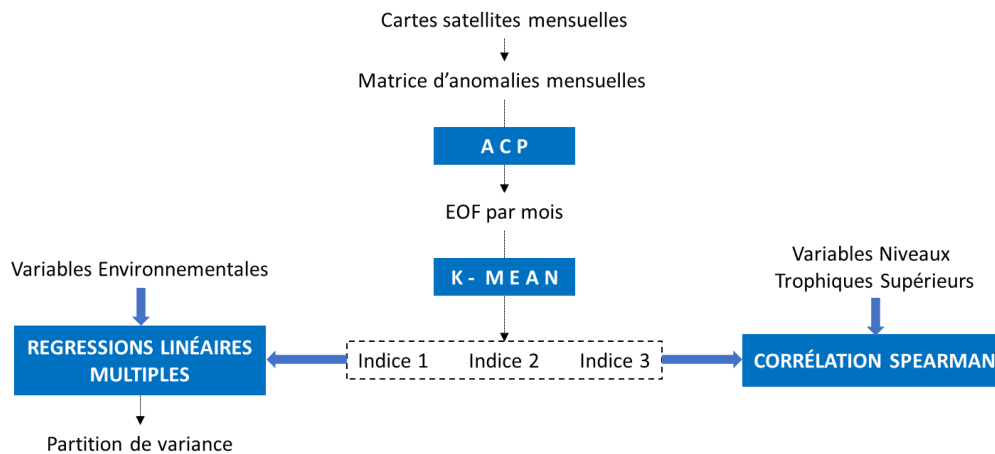 Cartes satellites mensuelles
Matrice d'anomalies mensuelles
A C P
EOF par mois
K - M E A N
Variables Environnementales
Variables Niveaux
Trophiques Supérieurs
REGRESSIONS LINÉAIRES
MULTIPLES
Indice 1 Indice 2 Indice 3
CORRÉLATION SPEARMAN
Partition de variance